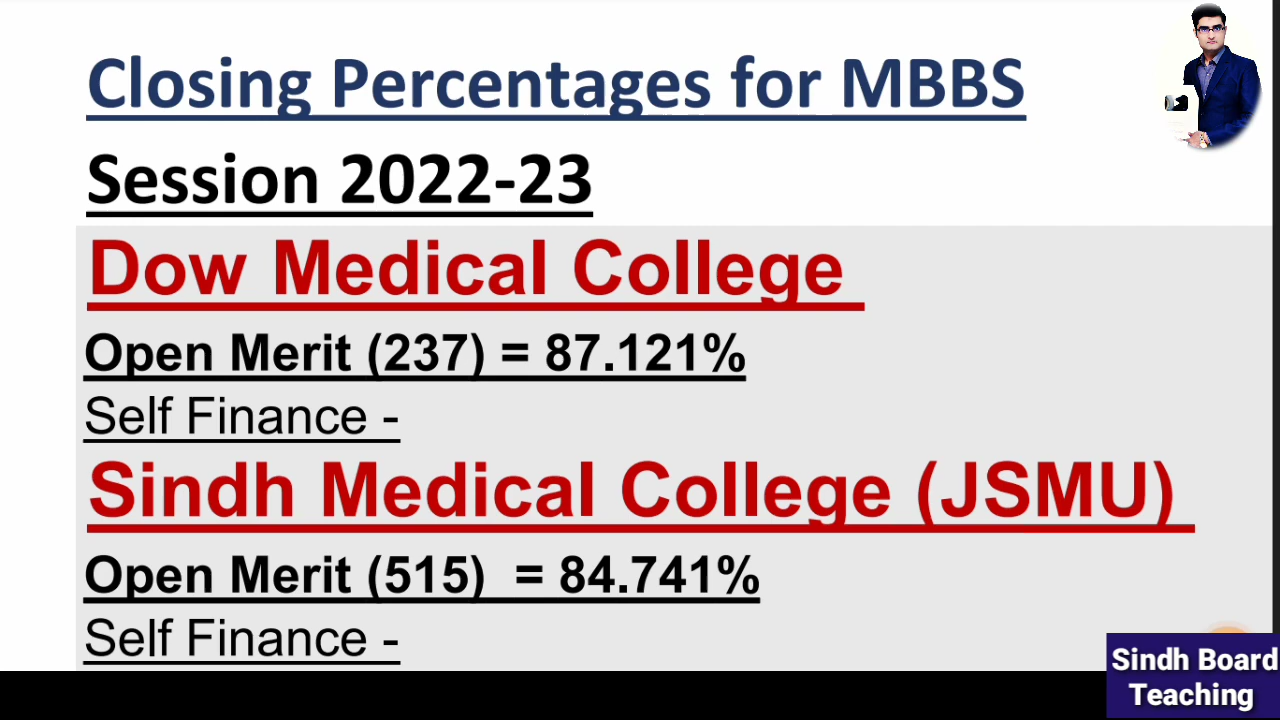 Closing Percentages for MBBS
Session 2022-23
Dow Medical College
Open Merit (237) = 87.121%
Self Finance -
Sindh Medical College (JSMU)
Open Merit (515)  = 84.741%
Self Finance -
Sindh Board
Teaching